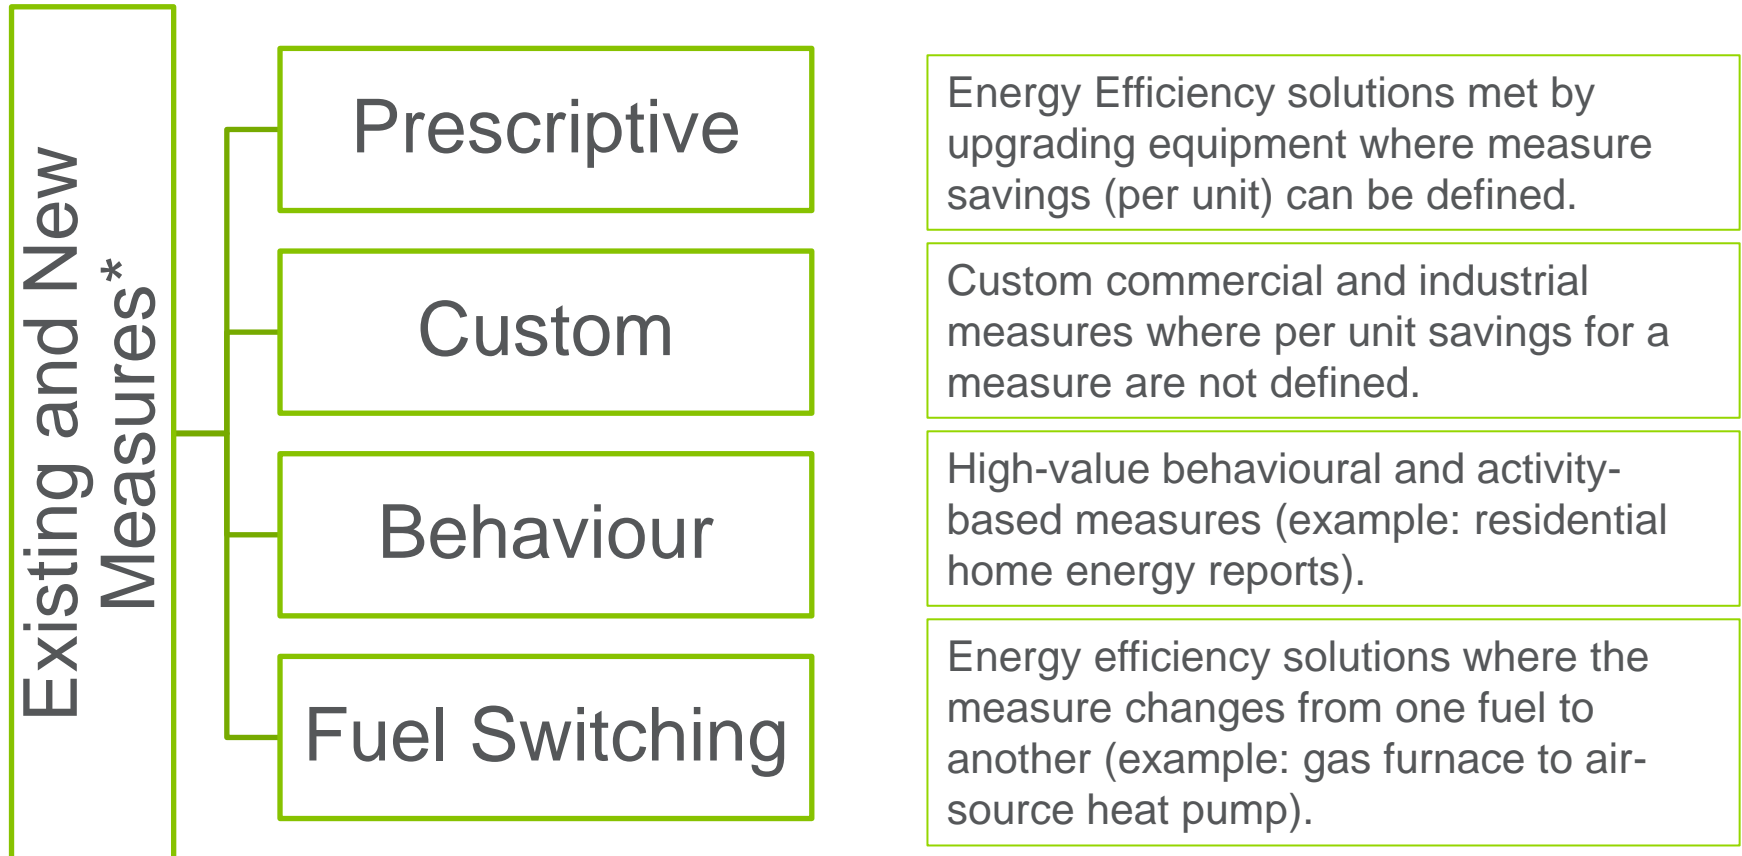 Existing and New
Measures*
Prescriptive
Energy Efficiency solutions met by
upgrading equipment where measure
savings (per unit) can be defined.
Custom
Custom commercial and industrial
measures where per unit savings for a
measure are not defined.
Behaviour
High-value behavioural and activity-
based measures (example: residential
home energy reports).
Fuel Switching
Energy efficiency solutions where the
measure changes from one fuel to
another (example: gas furnace to air-
source heat pump).